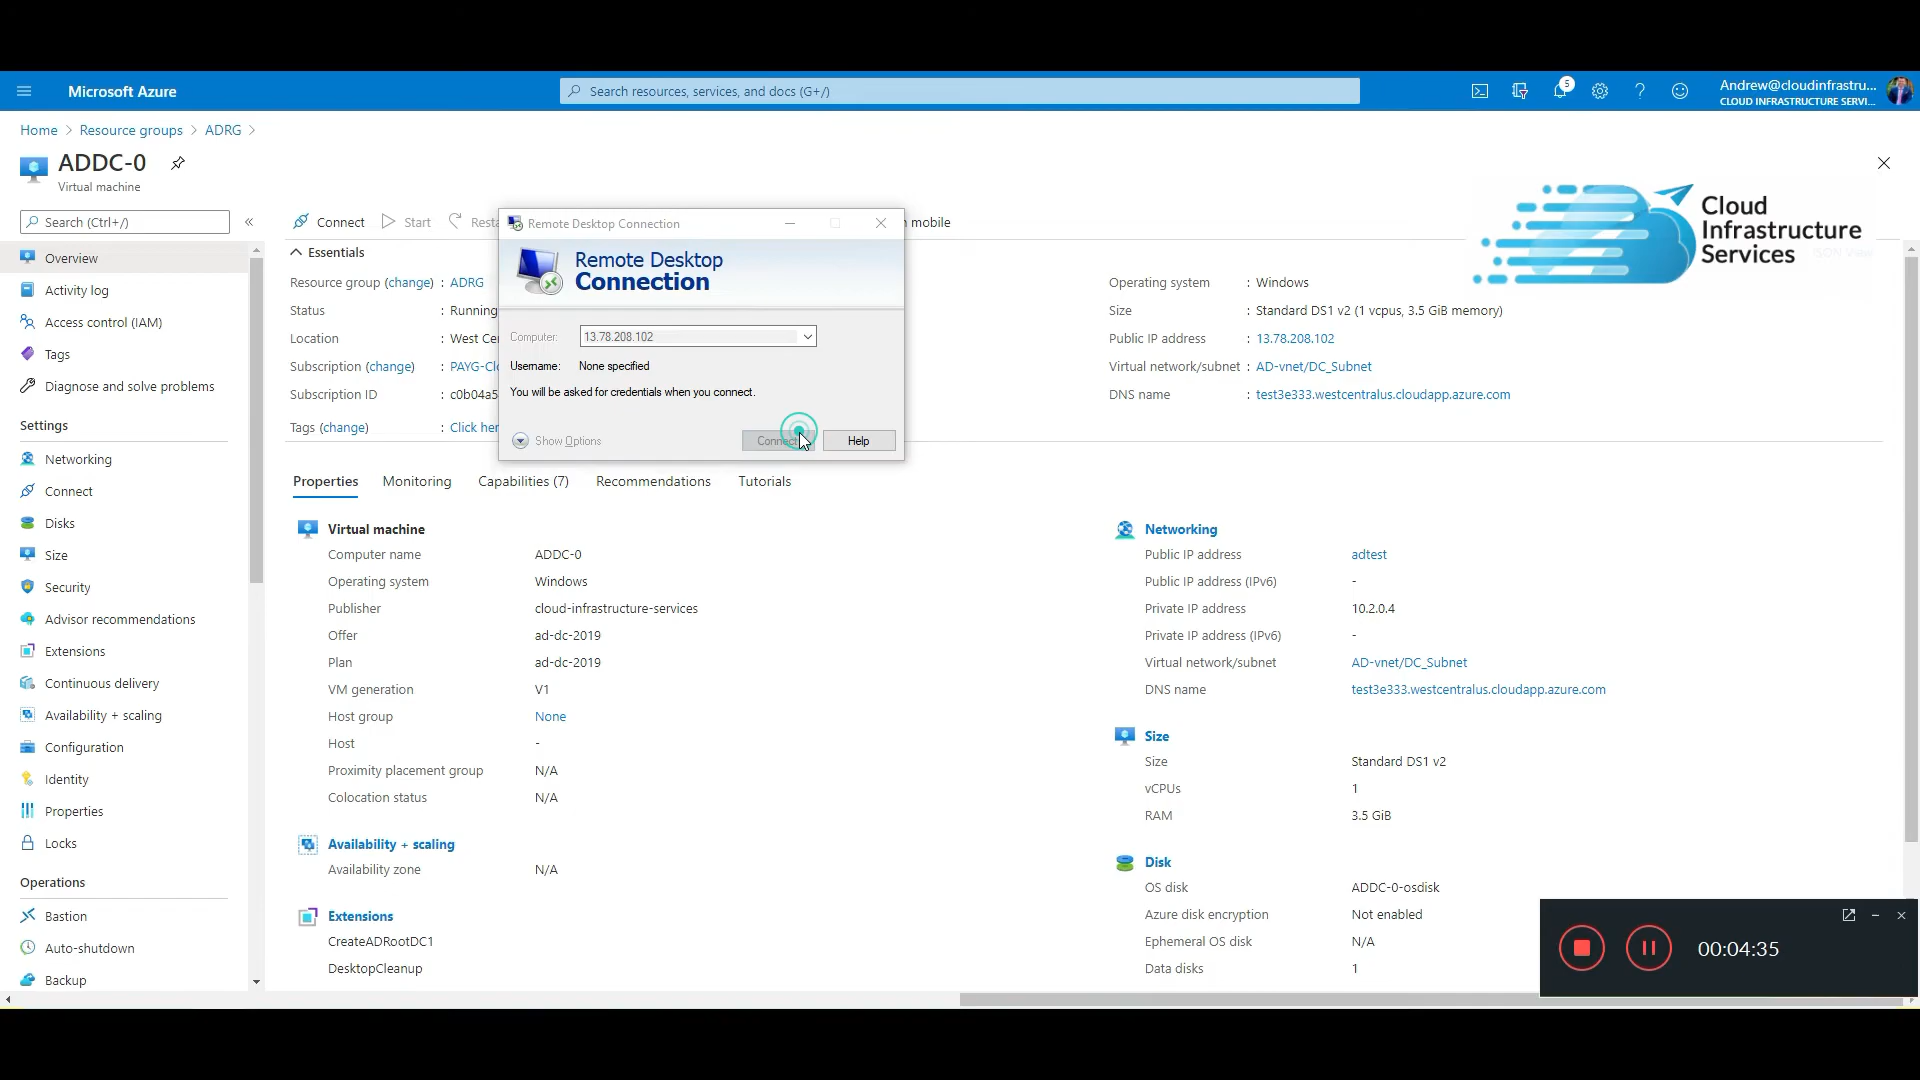 Microsoft Azure
Search resources, services, and docs (G+/)
5
Andrew@cloudinfrastru...
CLOUD INFRASTRUCTURE SERVI...
Home > Resource groups > ADRG >
ADDC-0
Virtual machine
Cloud
Infrastructure
Services
JSON View
Search (Ctrl+/)
Overview
Activity log
Access control (IAM)
Tags
Diagnose and solve problems
Settings
Networking
Connect
Disks
Size
Security
Advisor recommendations
Extensions
Continuous delivery
Availability + scaling
Configuration
Identity
Properties
Locks
Operations
Bastion
Auto-shutdown
Backup
Connect Start Resta mobile
Essentials
Resource group (change) : ADRG
Status : Running
Location : West Ce
Subscription (change) : PAYG-Cl
Subscription ID : c0b04a5
Tags (change) : Click her
Operating system : Windows
Size : Standard DS1 v2 (1 vcpus, 3.5 GiB memory)
Public IP address : 13.78.208.102
Virtual network/subnet : AD-vnet/DC_Subnet
DNS name : test3e333.westcentralus.cloudapp.azure.com
Remote Desktop Connection
Remote Desktop
Connection
Computer: 13.78.208.102
Username: None specified
You will be asked for credentials when you connect.
Show Options Connect Help
Properties Monitoring Capabilities (7) Recommendations Tutorials
Virtual machine
Computer name ADDC-0
Operating system Windows
Publisher cloud-infrastructure-services
Offer ad-dc-2019
Plan ad-dc-2019
VM generation V1
Host group None
Host -
Proximity placement group N/A
Colocation status N/A
Availability + scaling
Availability zone N/A
Extensions
CreateADRootDC1
DesktopCleanup
Networking
Public IP address adtest
Public IP address (IPv6) -
Private IP address 10.2.0.4
Private IP address (IPv6) -
Virtual network/subnet AD-vnet/DC_Subnet
DNS name test3e333.westcentralus.cloudapp.azure.com
Size
Size Standard DS1 v2
vCPUs 1
RAM 3.5 GiB
Disk
OS disk ADDC-0-osdisk
Azure disk encryption Not enabled
Ephemeral OS disk N/A
Data disks 1
00:04:35